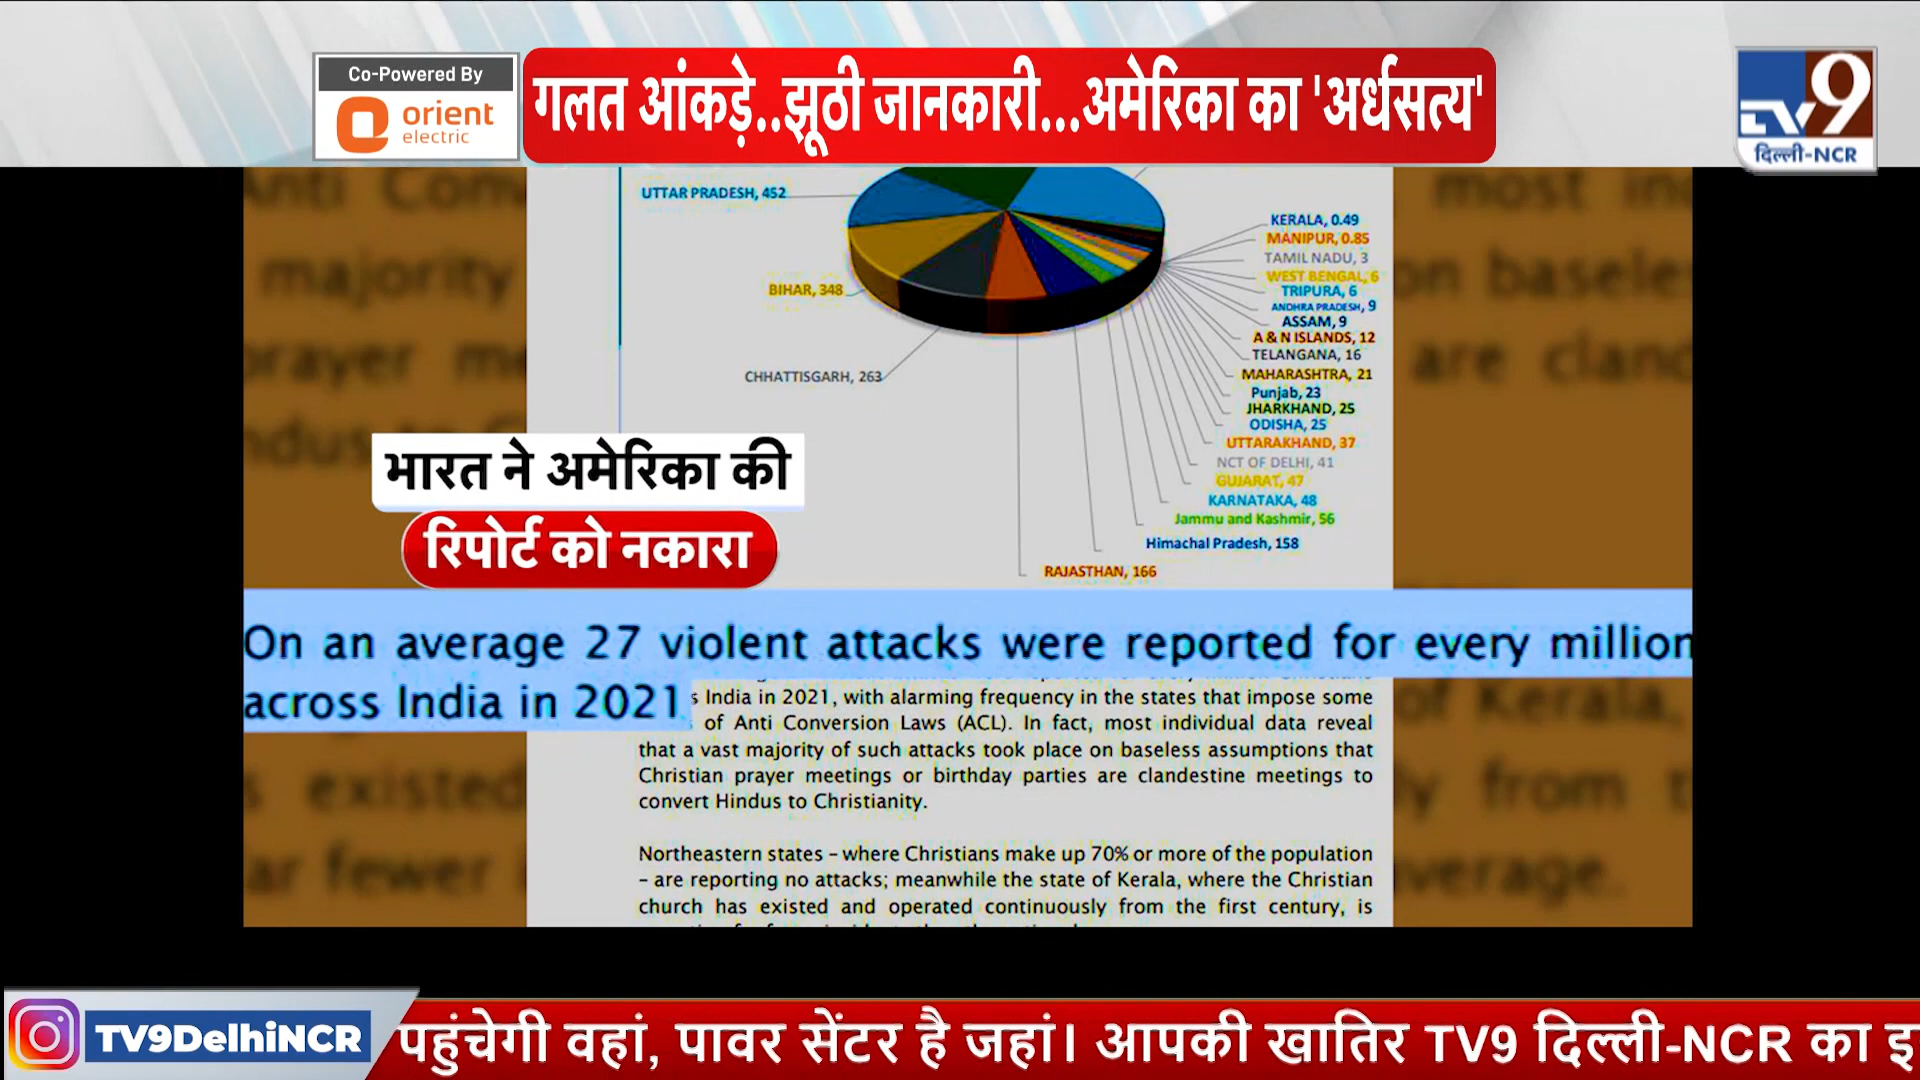 Co-Powered By
orient
electric
गलत आंकड़े..झूठी जानकारी...अमेरिका का 'अर्धसत्य'
TV9
दिल्ली-NCR
UTTAR PRADESH, 452
BIHAR, 348
CHHATTISGARH, 263
KERALA, 0.49
MANIPUR, 0.85
TAMIL NADU, 3
WEST BENGAL, 6
TRIPURA, 6
ANDHRA PRADESH, 9
ASSAM, 9
A & N ISLANDS, 12
TELANGANA, 16
MAHARASHTRA, 21
Punjab, 23
JHARKHAND, 25
ODISHA, 25
UTTARAKHAND, 37
NCT OF DELHI, 41
GUJARAT, 47
KARNATAKA, 48
Jammu and Kashmir, 56
Himachal Pradesh, 158
RAJASTHAN, 166
भारत ने अमेरिका की
रिपोर्ट को नकारा
On an average 27 violent attacks were reported for every million
across India in 2021
India in 2021, with alarming frequency in the states that impose some
of Anti Conversion Laws (ACL). In fact, most individual data reveal
that a vast majority of such attacks took place on baseless assumptions that
Christian prayer meetings or birthday parties are clandestine meetings to
convert Hindus to Christianity.
Northeastern states – where Christians make up 70% or more of the population
– are reporting no attacks; meanwhile the state of Kerala, where the Christian
church has existed and operated continuously from the first century, is
TV9DelhiNCR
पहुंचेगी वहां, पावर सेंटर है जहां। आपकी खातिर TV9 दिल्ली-NCR का